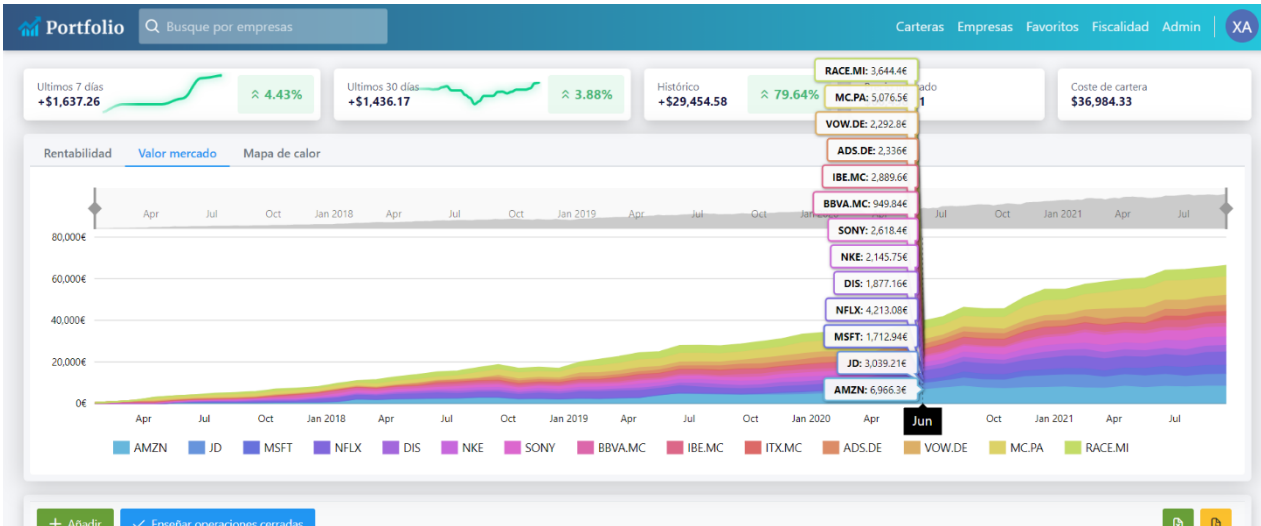 Portfolio
Busque por empresas
Carteras Empresas Favoritos Fiscalidad Admin
XA
Ultimos 7 días
+$1,637.26
4.43%
Ultimos 30 días
+$1,436.17
3.88%
Histórico
+$29,454.58
79.64%
Coste de cartera
$36,984.33
Rentabilidad Valor mercado Mapa de calor
RACE.MI: 3,644.4€
MC.PA: 5,076.5€
VOW.DE: 2,292.8€
ADS.DE: 2,336€
IBE.MC: 2,889.6€
BBVA.MC: 949.84€
SONY: 2,618.4€
NKE: 2,145.75€
DIS: 1,877.16€
NFLX: 4,213.08€
MSFT: 1,712.94€
JD: 3,039.21€
AMZN: 6,966.3€
Apr Jul Oct Jan 2018 Apr Jul Oct Jan 2019 Apr Jul Oct Jul Oct Jan 2021 Apr Jul
80,000€
60,000€
40,000€
20,000€
0€
Apr Jul Oct Jan 2018 Apr Jul Oct Jan 2019 Apr Jul Oct Jan 2020 Apr Jun Oct Jan 2021 Apr Jul
AMZN JD MSFT NFLX DIS NKE SONY BBVA.MC IBE.MC ITX.MC ADS.DE VOW.DE MC.PA RACE.MI
Añadir
Enseñar operaciones cerradas